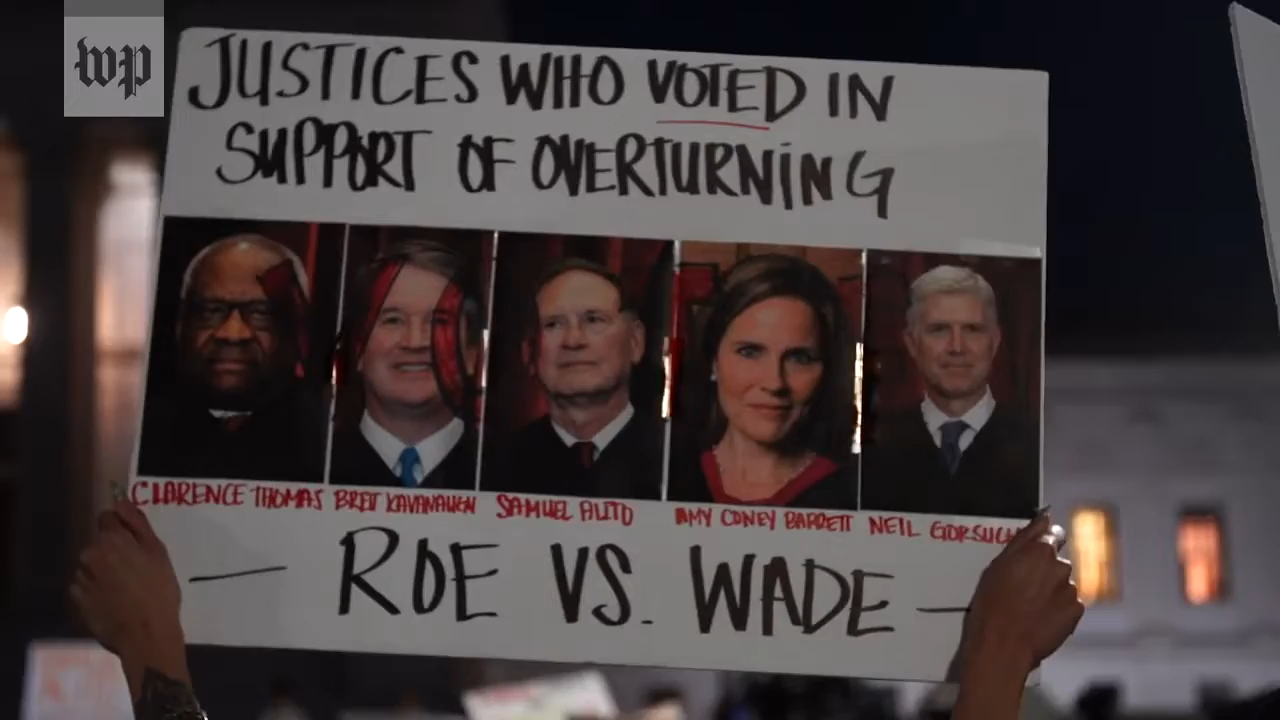 wp
JUSTICES WHO VOTED IN
SUPPORT OF OVERTURNING
CLARENCE THOMAS BRETT KAVANAUGH SAMUEL ALITO AMY CONEY BARRETT NEIL GORSUCH
— ROE VS. WADE —